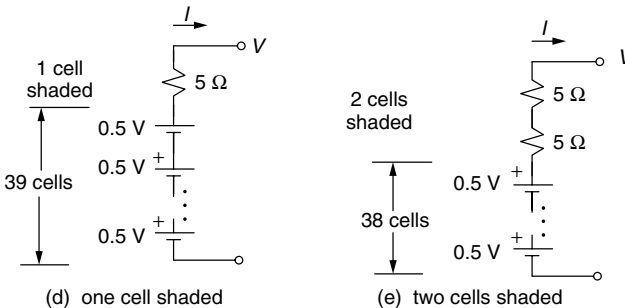 I
V
1 cell
shaded
5 Ω
0.5 V
+
0.5 V
39 cells
+
0.5 V
(d) one cell shaded
I
V
5 Ω
2 cells
shaded
5 Ω
+
0.5 V
38 cells
+
0.5 V
(e) two cells shaded